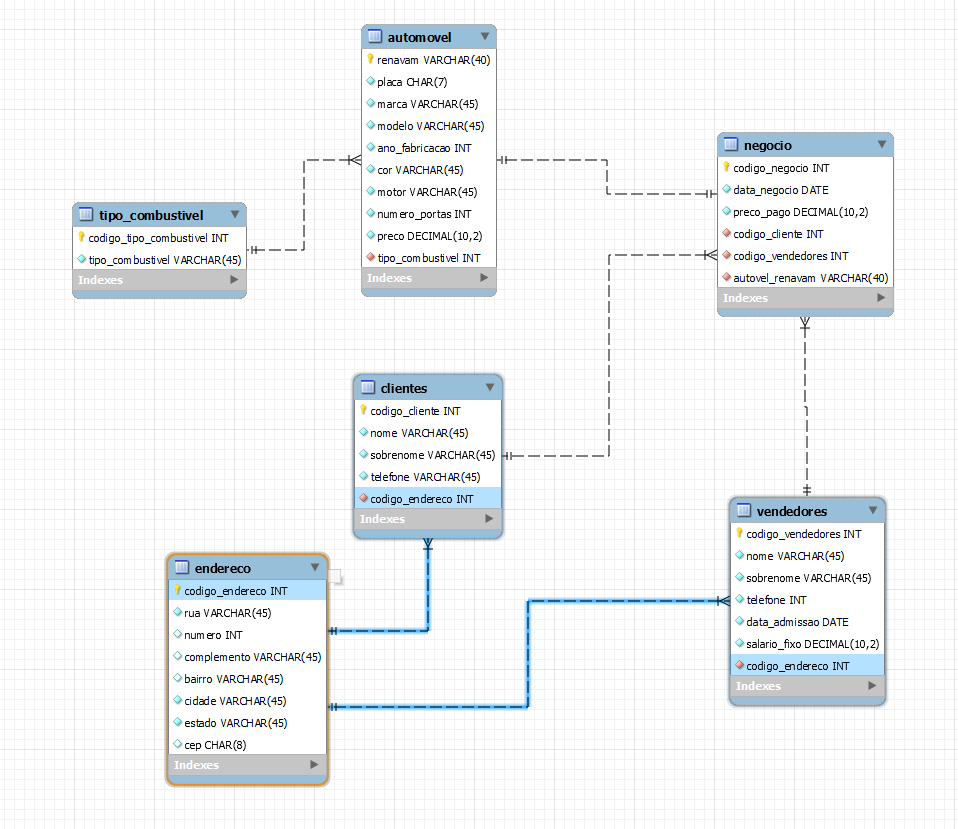 automovel
renavam VARCHAR(40)
placa CHAR(7)
marca VARCHAR(45)
modelo VARCHAR(45)
ano_fabricacao INT
cor VARCHAR(45)
motor VARCHAR(45)
numero_portas INT
preco DECIMAL(10,2)
tipo_combustivel INT
Indexes
negocio
codigo_negocio INT
data_negocio DATE
preco_pago DECIMAL(10,2)
codigo_cliente INT
codigo_vendedores INT
autovel_renavam VARCHAR(40)
Indexes
tipo_combustivel
codigo_tipo_combustivel INT
tipo_combustivel VARCHAR(45)
Indexes
clientes
codigo_cliente INT
nome VARCHAR(45)
sobrenome VARCHAR(45)
telefone VARCHAR(45)
codigo_endereco INT
Indexes
vendedores
codigo_vendedores INT
nome VARCHAR(45)
sobrenome VARCHAR(45)
telefone INT
data_admissao DATE
salario_fixo DECIMAL(10,2)
codigo_endereco INT
Indexes
endereco
codigo_endereco INT
rua VARCHAR(45)
numero INT
complemento VARCHAR(45)
bairro VARCHAR(45)
cidade VARCHAR(45)
estado VARCHAR(45)
cep CHAR(8)
Indexes